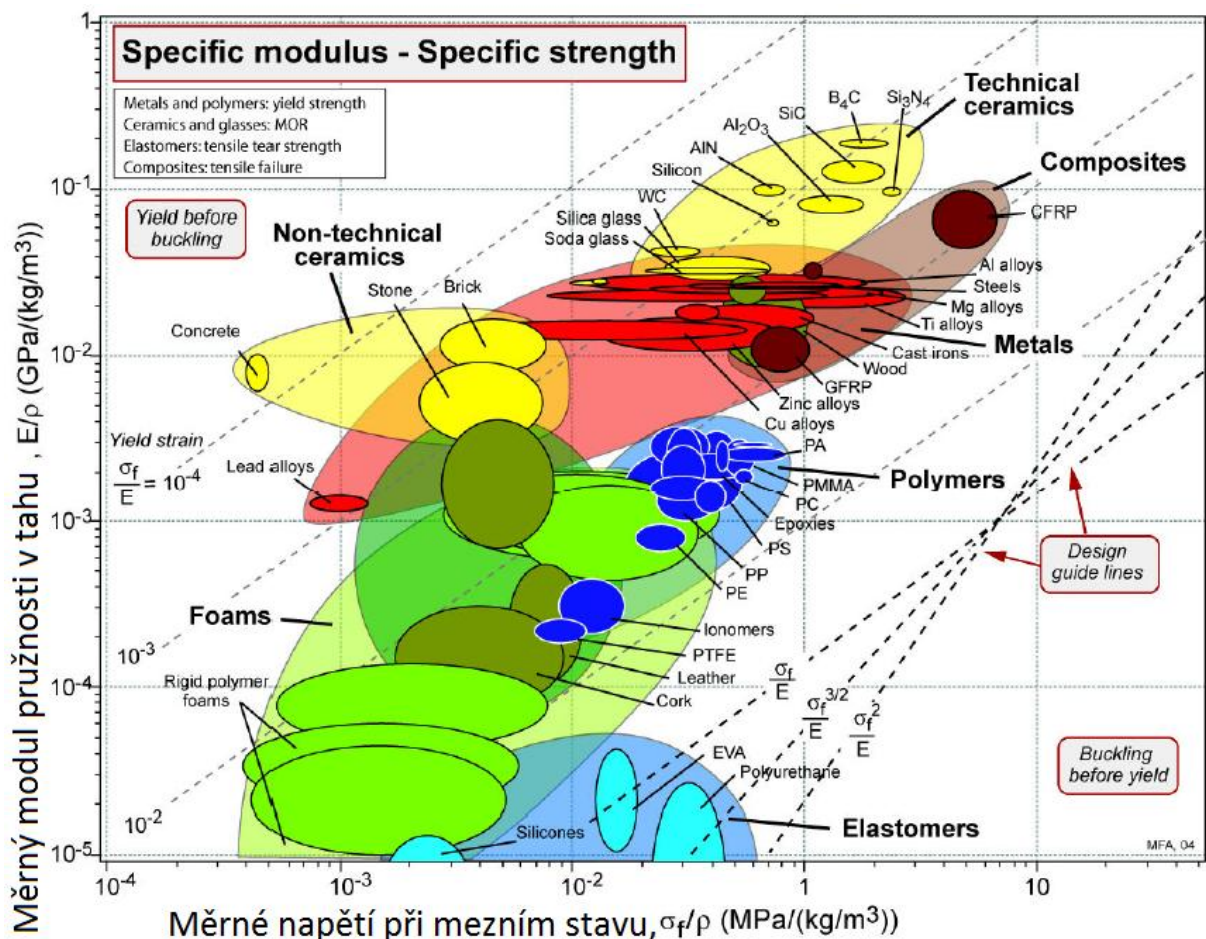 Specific modulus - Specific strength
Metals and polymers: yield strength
Ceramics and glasses: MOR
Elastomers: tensile tear strength
Composites: tensile failure
Yield before
buckling
Technical
ceramics
Composites
Non-technical
ceramics
Metals
Polymers
Foams
Elastomers
B4C
Si3N4
SiC
Al2O3
AlN
Silicon
WC
Silica glass
Soda glass
CFRP
Al alloys
Steels
Mg alloys
Ti alloys
Cast irons
Wood
GFRP
Zinc alloys
Cu alloys
Stone
Brick
Concrete
Yield strain
σf
E = 10-4
Lead alloys
PA
PMMA
PC
Epoxies
PS
PP
PE
Design
guide lines
Ionomers
PTFE
Leather
Cork
Rigid polymer
foams
10-3
10-2
σf
E
σf3/2
E
σf2
E
EVA
Polyurethane
Silicones
Buckling
before yield
MFA, 04
1
10-1
10-2
10-3
10-4
10-5
10-4
10-3
10-2
10-1
1
10
Měrný modul pružnosti v tahu , E/ρ (GPa/(kg/m3))
Měrné napětí při mezním stavu,σf/ρ (MPa/(kg/m3))